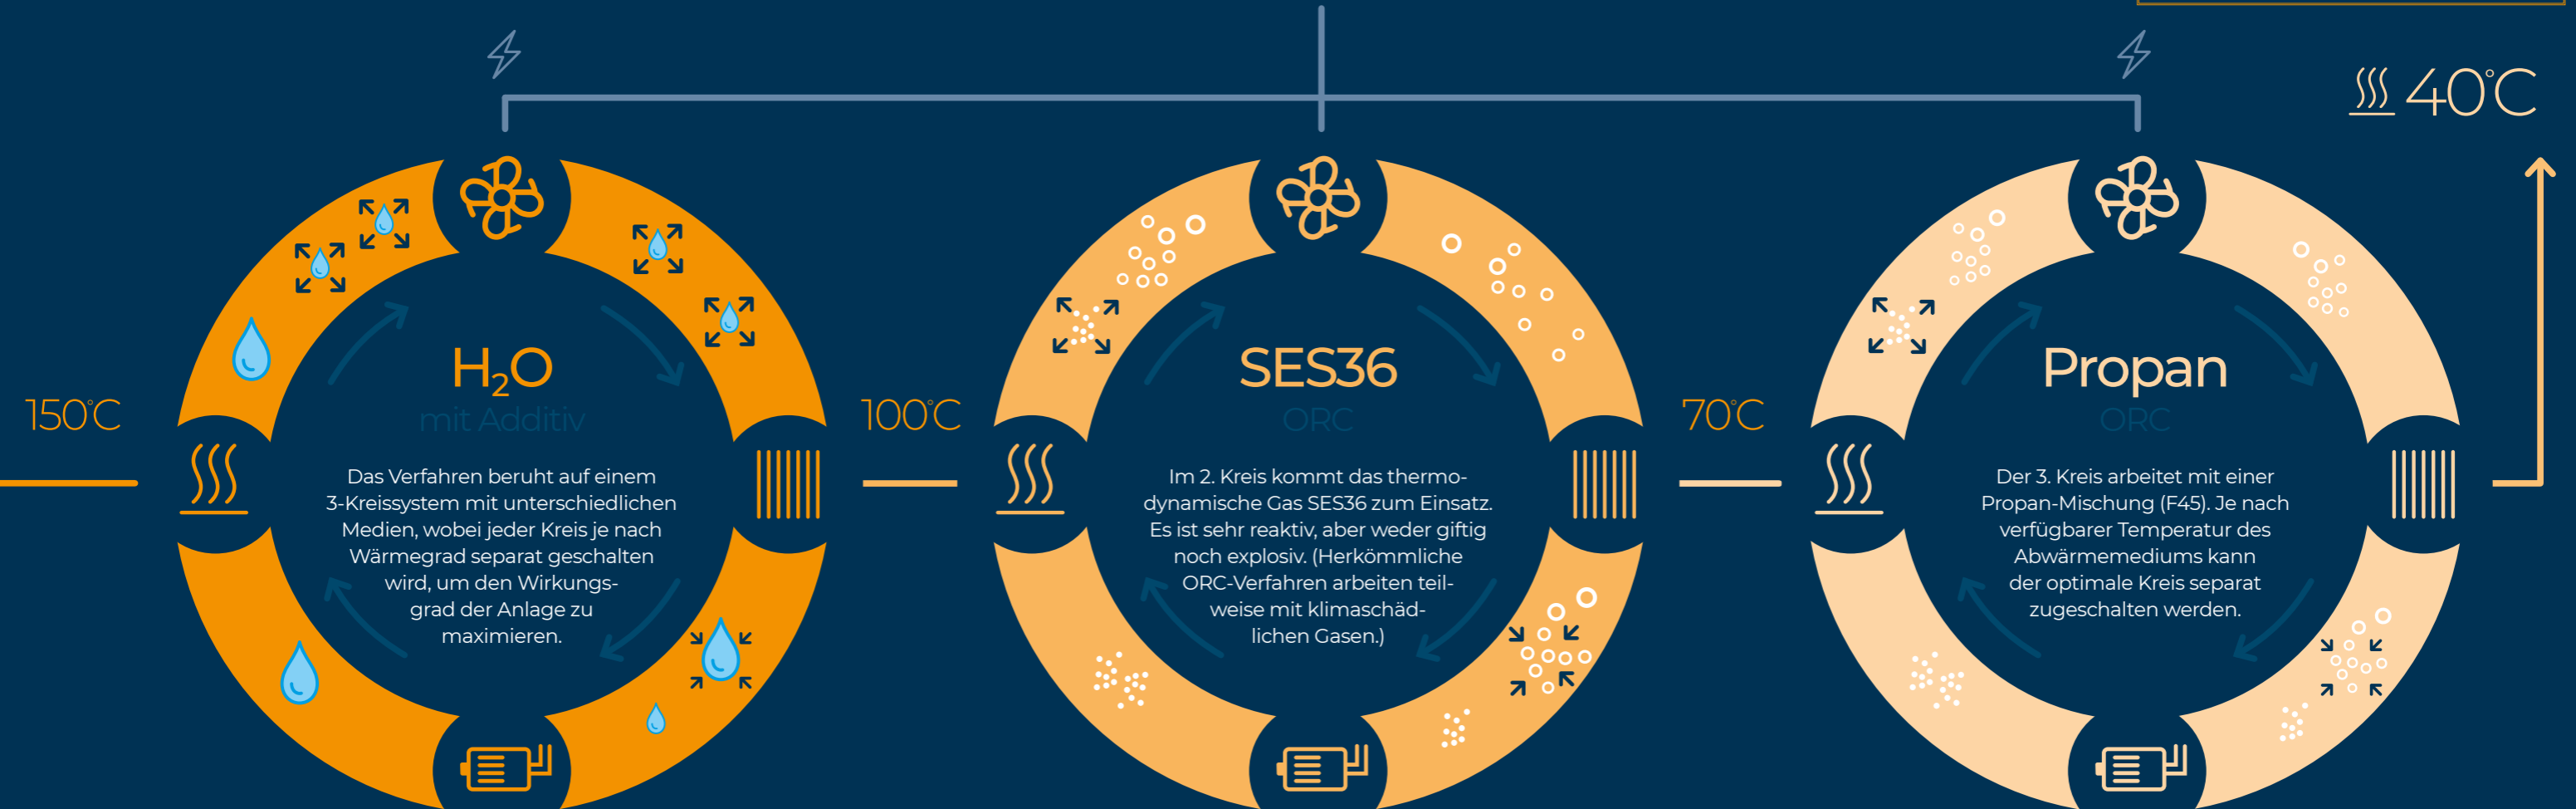 40°C
150°C
H₂O
mit Additiv
Das Verfahren beruht auf einem
3-Kreissystem mit unterschiedlichen
Medien, wobei jeder Kreis je nach
Wärmegrad separat geschalten
wird, um den Wirkungs-
grad der Anlage zu
maximieren.
100°C
SES36
ORC
Im 2. Kreis kommt das thermo-
dynamische Gas SES36 zum Einsatz.
Es ist sehr reaktiv, aber weder giftig
noch explosiv. (Herkömmliche
ORC-Verfahren arbeiten teil-
weise mit klimaschäd-
lichen Gasen.)
70°C
Propan
ORC
Der 3. Kreis arbeitet mit einer
Propan-Mischung (F45). Je nach
verfügbarer Temperatur des
Abwärmemediums kann
der optimale Kreis separat
zugeschalten werden.